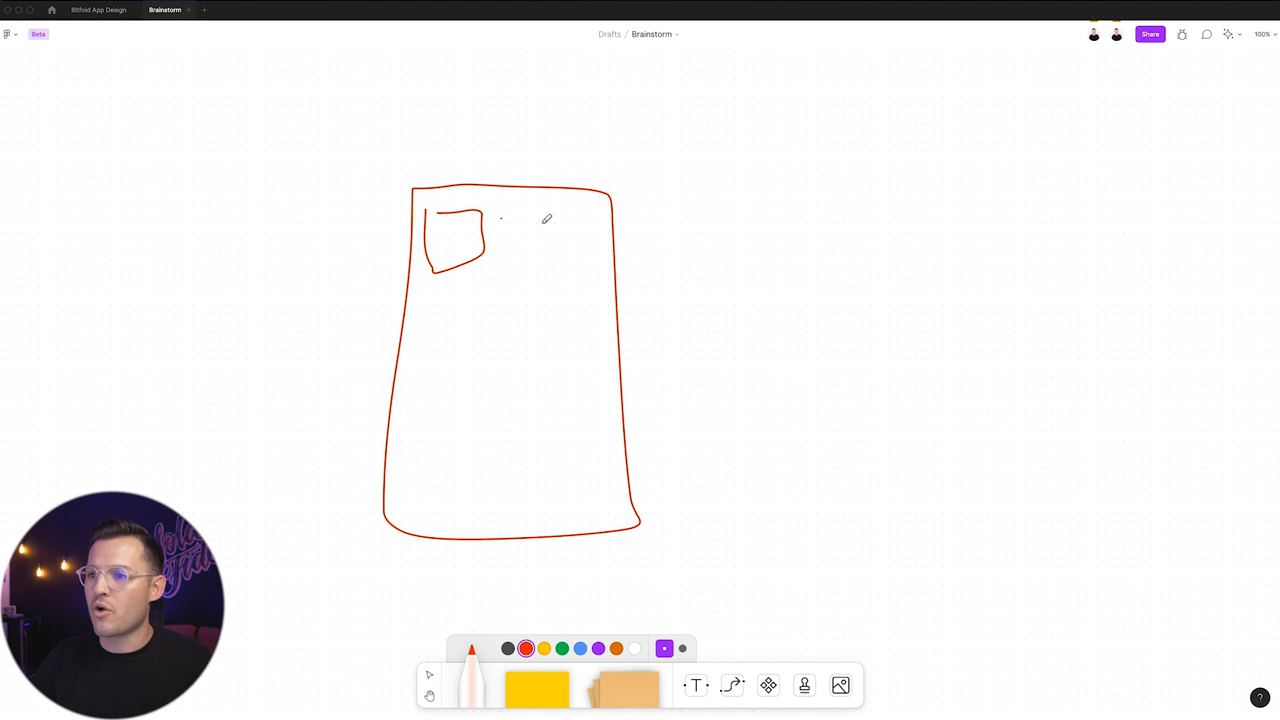 Bitfold App Design
Brainstorm
Beta
Drafts / Brainstorm
Share
100%
T
?